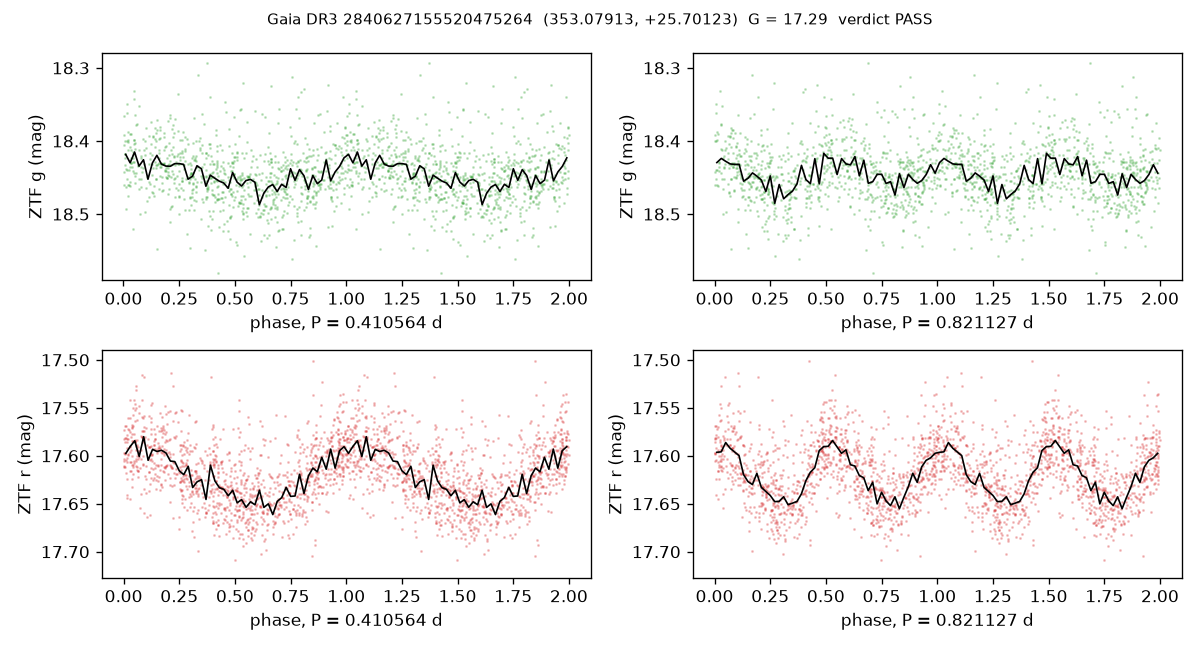 Gaia DR3 2840627155520475264 (353.07913, +25.70123) G = 17.29 verdict PASS
ZTF g (mag)
18.3
18.4
18.5
0.00 0.25 0.50 0.75 1.00 1.25 1.50 1.75 2.00
phase, P = 0.410564 d
ZTF g (mag)
18.3
18.4
18.5
0.00 0.25 0.50 0.75 1.00 1.25 1.50 1.75 2.00
phase, P = 0.821127 d
ZTF r (mag)
17.50
17.55
17.60
17.65
17.70
0.00 0.25 0.50 0.75 1.00 1.25 1.50 1.75 2.00
phase, P = 0.410564 d
ZTF r (mag)
17.50
17.55
17.60
17.65
17.70
0.00 0.25 0.50 0.75 1.00 1.25 1.50 1.75 2.00
phase, P = 0.821127 d